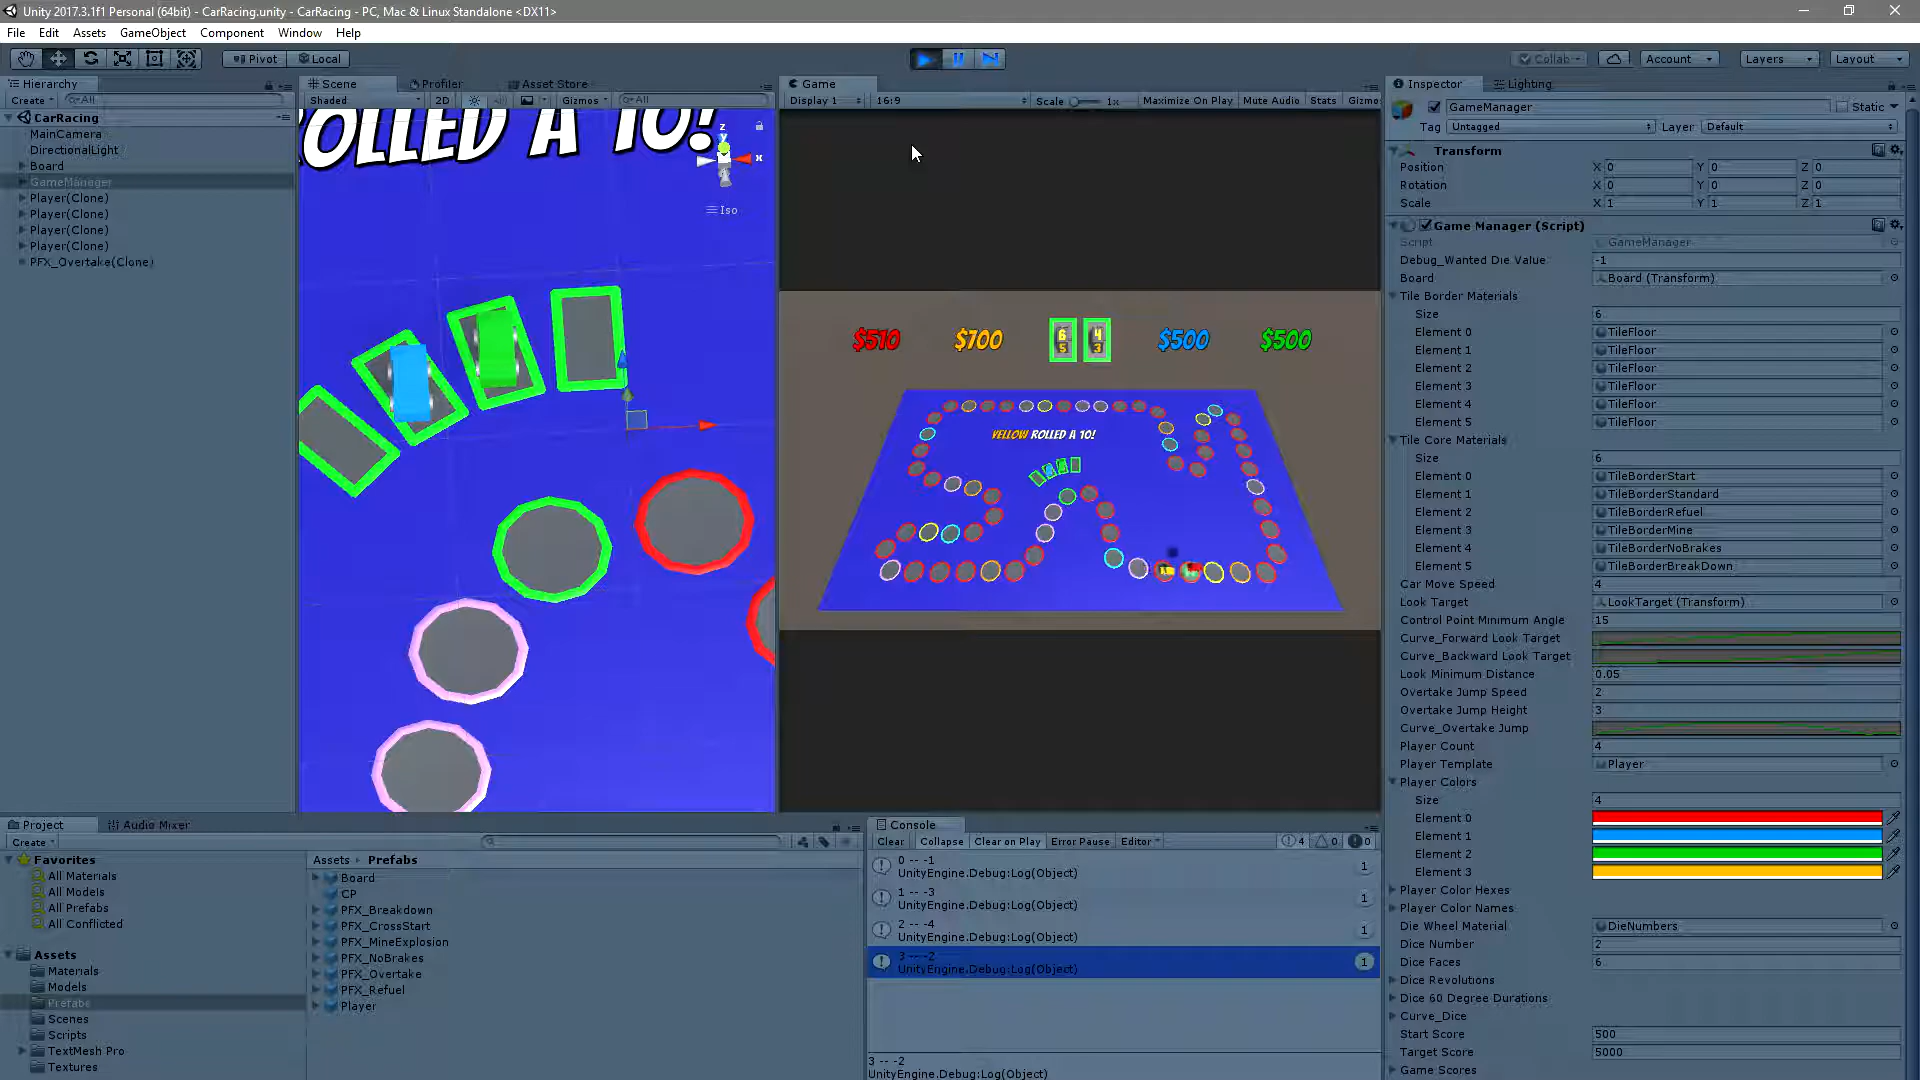 Unity 2017.3.1f1 Personal (64bit) - CarRacing.unity - CarRacing - PC, Mac & Linux Standalone <DX11>
File Edit Assets GameObject Component Window Help
Pivot Local Collab Account Layers Layout
Hierarchy
Create All
CarRacing
MainCamera
DirectionalLight
Board
GameManager
Player(Clone)
Player(Clone)
Player(Clone)
Player(Clone)
PFX_Overtake(Clone)
Scene Profiler Asset Store
Shaded 2D Gizmos All
ROLLED A 10!
z
y
x
Iso
Game
Display 1 16:9 Scale 1x Maximize On Play Mute Audio Stats Gizmos
$510 $700 6 5 4 3 $500 $500
YELLOW ROLLED A 10!
Inspector Lighting
GameManager Static
Tag Untagged Layer Default
Transform
Position X 0 Y 0 Z 0
Rotation X 0 Y 0 Z 0
Scale X 1 Y 1 Z 1
Game Manager (Script)
Script GameManager
Debug_Wanted Die Value -1
Board Board (Transform)
Tile Border Materials
Size 6
Element 0 TileFloor
Element 1 TileFloor
Element 2 TileFloor
Element 3 TileFloor
Element 4 TileFloor
Element 5 TileFloor
Tile Core Materials
Size 6
Element 0 TileBorderStart
Element 1 TileBorderStandard
Element 2 TileBorderRefuel
Element 3 TileBorderMine
Element 4 TileBorderNoBrakes
Element 5 TileBorderBreakDown
Car Move Speed 4
Look Target LookTarget (Transform)
Control Point Minimum Angle 15
Curve_Forward Look Target
Curve_Backward Look Target
Look Minimum Distance 0.05
Overtake Jump Speed 2
Overtake Jump Height 3
Curve_Overtake Jump
Player Count 4
Player Template Player
Player Colors
Size 4
Element 0
Element 1
Element 2
Element 3
Player Color Hexes
Player Color Names
Die Wheel Material DieNumbers
Dice Number 2
Dice Faces 6
Dice Revolutions
Dice 60 Degree Durations
Curve_Dice
Start Score 500
Target Score 5000
Game Scores
Project Audio Mixer
Create
Favorites
All Materials
All Models
All Prefabs
All Conflicted
Assets
Materials
Models
Prefabs
Scenes
Scripts
TextMesh Pro
Textures
Assets Prefabs
Board
CP
PFX_Breakdown
PFX_CrossStart
PFX_MineExplosion
PFX_NoBrakes
PFX_Overtake
PFX_Refuel
Player
Console
Clear Collapse Clear on Play Error Pause Editor 4 0 0
0 -- -1
UnityEngine.Debug:Log(Object) 1
1 -- -3
UnityEngine.Debug:Log(Object) 1
2 -- -4
UnityEngine.Debug:Log(Object) 1
3 -- -2
UnityEngine.Debug:Log(Object) 1
3 -- -2
UnityEngine.Debug:Log(Object)